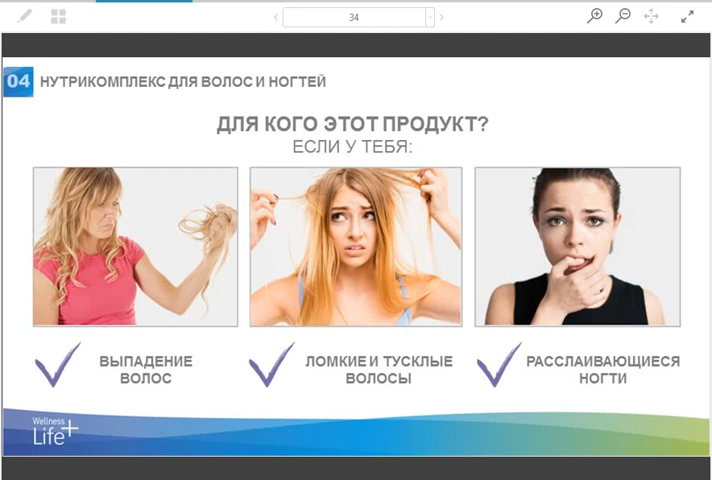 34
04 НУТРИКОМПЛЕКС ДЛЯ ВОЛОС И НОГТЕЙ
ДЛЯ КОГО ЭТОТ ПРОДУКТ?
ЕСЛИ У ТЕБЯ:
ВЫПАДЕНИЕ
ВОЛОС
ЛОМКИЕ И ТУСКЛЫЕ
ВОЛОСЫ
РАССЛАИВАЮЩИЕСЯ
НОГТИ
Wellness
Life+